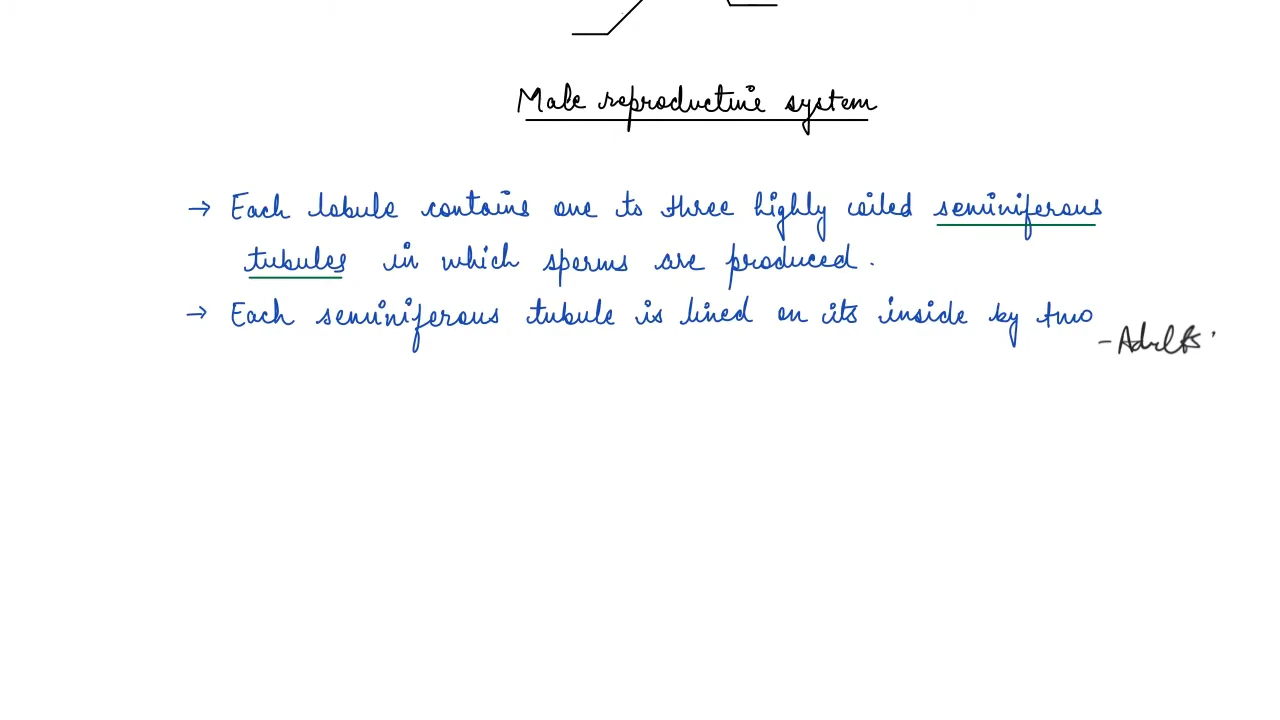 Male reproductive system
→ Each lobule contains one to three highly coiled seminiferous
tubules in which sperms are produced.
→ Each seminiferous tubule is lined on its inside by two
- Adults.